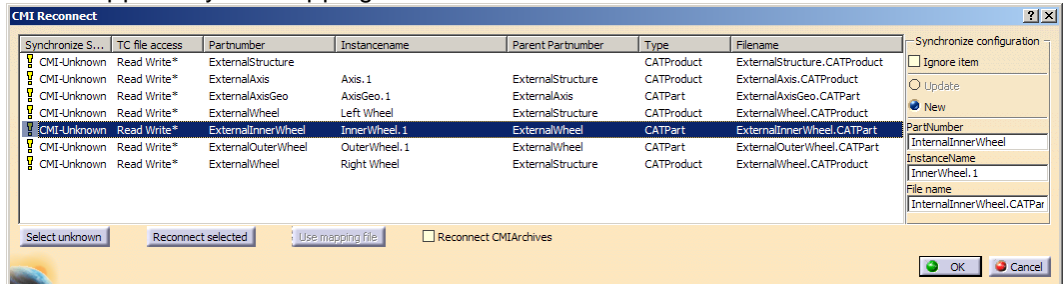 CMI Reconnect
Synchronize S... TC file access Partnumber Instancename Parent Partnumber Type Filename
CMI-Unknown Read Write* ExternalStructure CATProduct ExternalStructure.CATProduct
CMI-Unknown Read Write* ExternalAxis Axis.1 ExternalStructure CATProduct ExternalAxis.CATProduct
CMI-Unknown Read Write* ExternalAxisGeo AxisGeo.1 ExternalAxis CATPart ExternalAxisGeo.CATPart
CMI-Unknown Read Write* ExternalWheel Left Wheel ExternalStructure CATProduct ExternalWheel.CATProduct
CMI-Unknown Read Write* ExternalInnerWheel InnerWheel.1 ExternalWheel CATPart ExternalInnerWheel.CATPart
CMI-Unknown Read Write* ExternalOuterWheel OuterWheel.1 ExternalWheel CATPart ExternalOuterWheel.CATPart
CMI-Unknown Read Write* ExternalWheel Right Wheel ExternalStructure CATProduct ExternalWheel.CATProduct
Synchronize configuration
Ignore item
Update
New
PartNumber
InternalInnerWheel
InstanceName
InnerWheel.1
File name
InternalInnerWheel.CATPar
Select unknown Reconnect selected Use mapping file Reconnect CMIArchives
OK Cancel